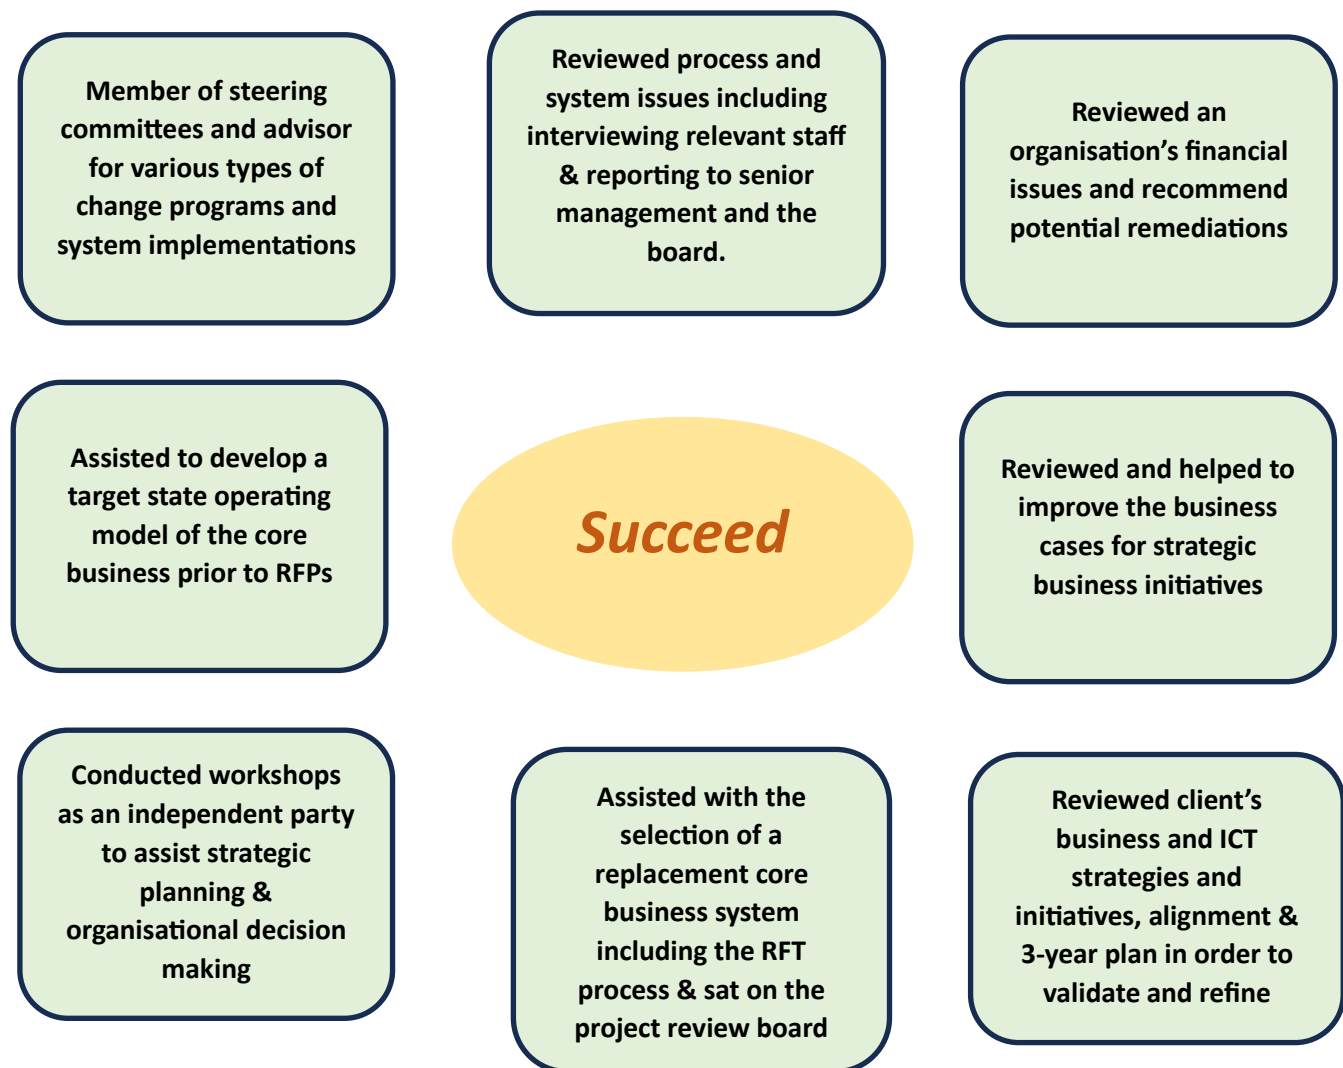 Member of steering
committees and advisor
for various types of
change programs and
system implementations
Reviewed process and
system issues including
interviewing relevant staff
& reporting to senior
management and the
board.
Reviewed an
organisation’s financial
issues and recommend
potential remediations
Assisted to develop a
target state operating
model of the core
business prior to RFPs
Succeed
Reviewed and helped to
improve the business
cases for strategic
business initiatives
Conducted workshops
as an independent party
to assist strategic
planning &
organisational decision
making
Assisted with the
selection of a
replacement core
business system
including the RFT
process & sat on the
project review board
Reviewed client’s
business and ICT
strategies and
initiatives, alignment &
3-year plan in order to
validate and refine